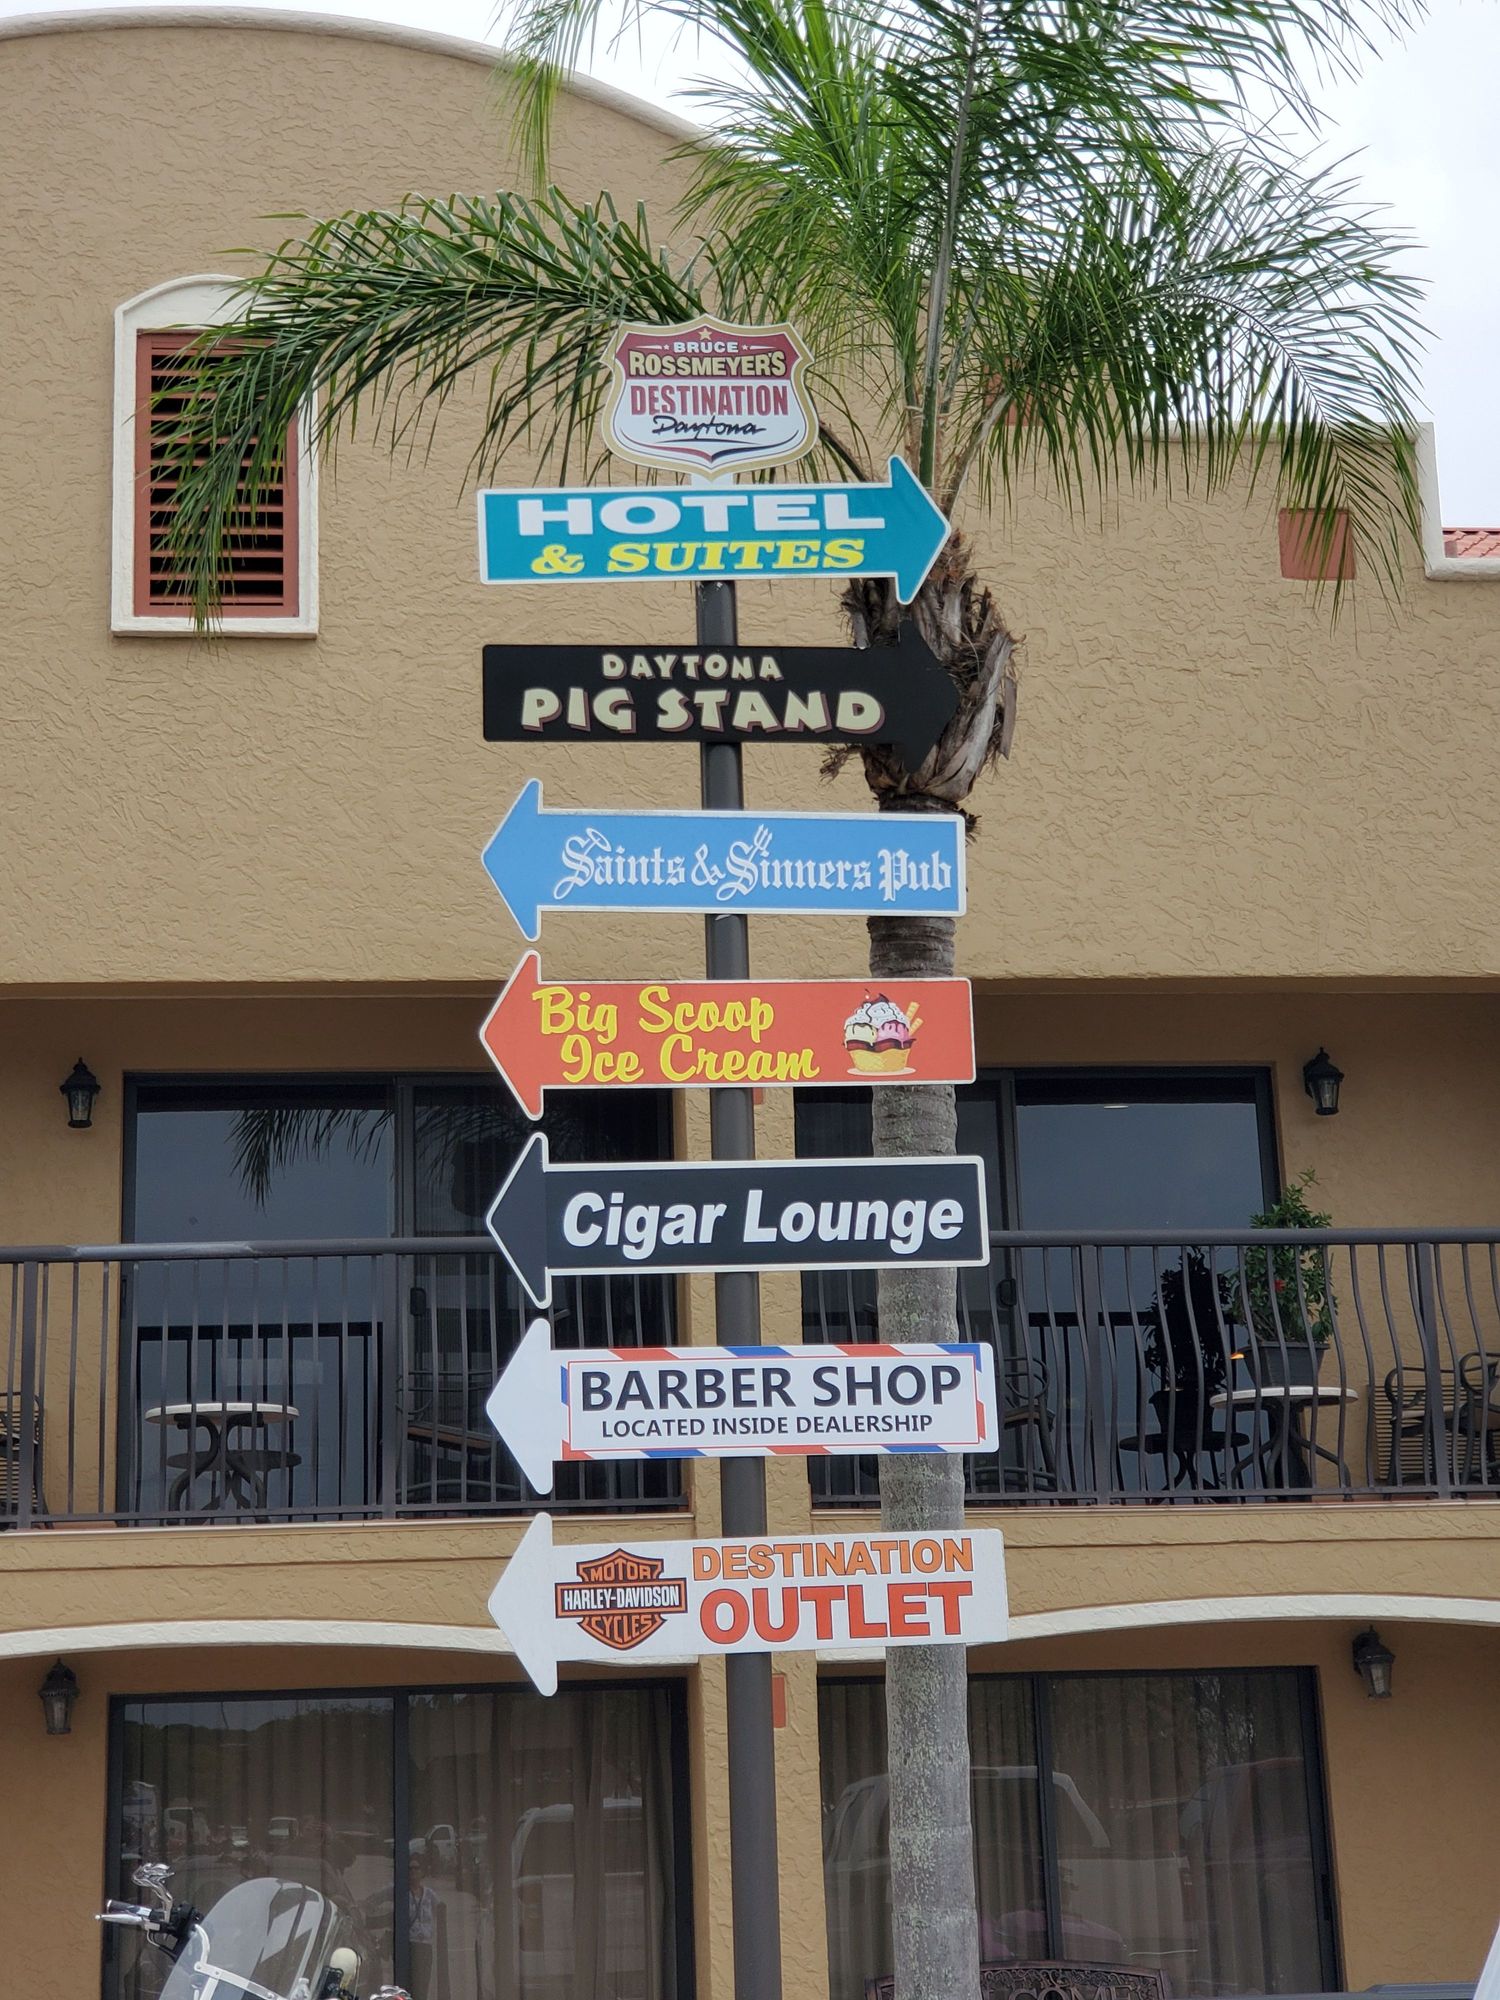 BRUCE
ROSSMEYER'S
DESTINATION
Daytona
HOTEL
& SUITES
DAYTONA
PIG STAND
Saints & Sinners Pub
Big Scoop
Ice Cream
Cigar Lounge
BARBER SHOP
LOCATED INSIDE DEALERSHIP
MOTOR
HARLEY-DAVIDSON
CYCLES
DESTINATION
OUTLET